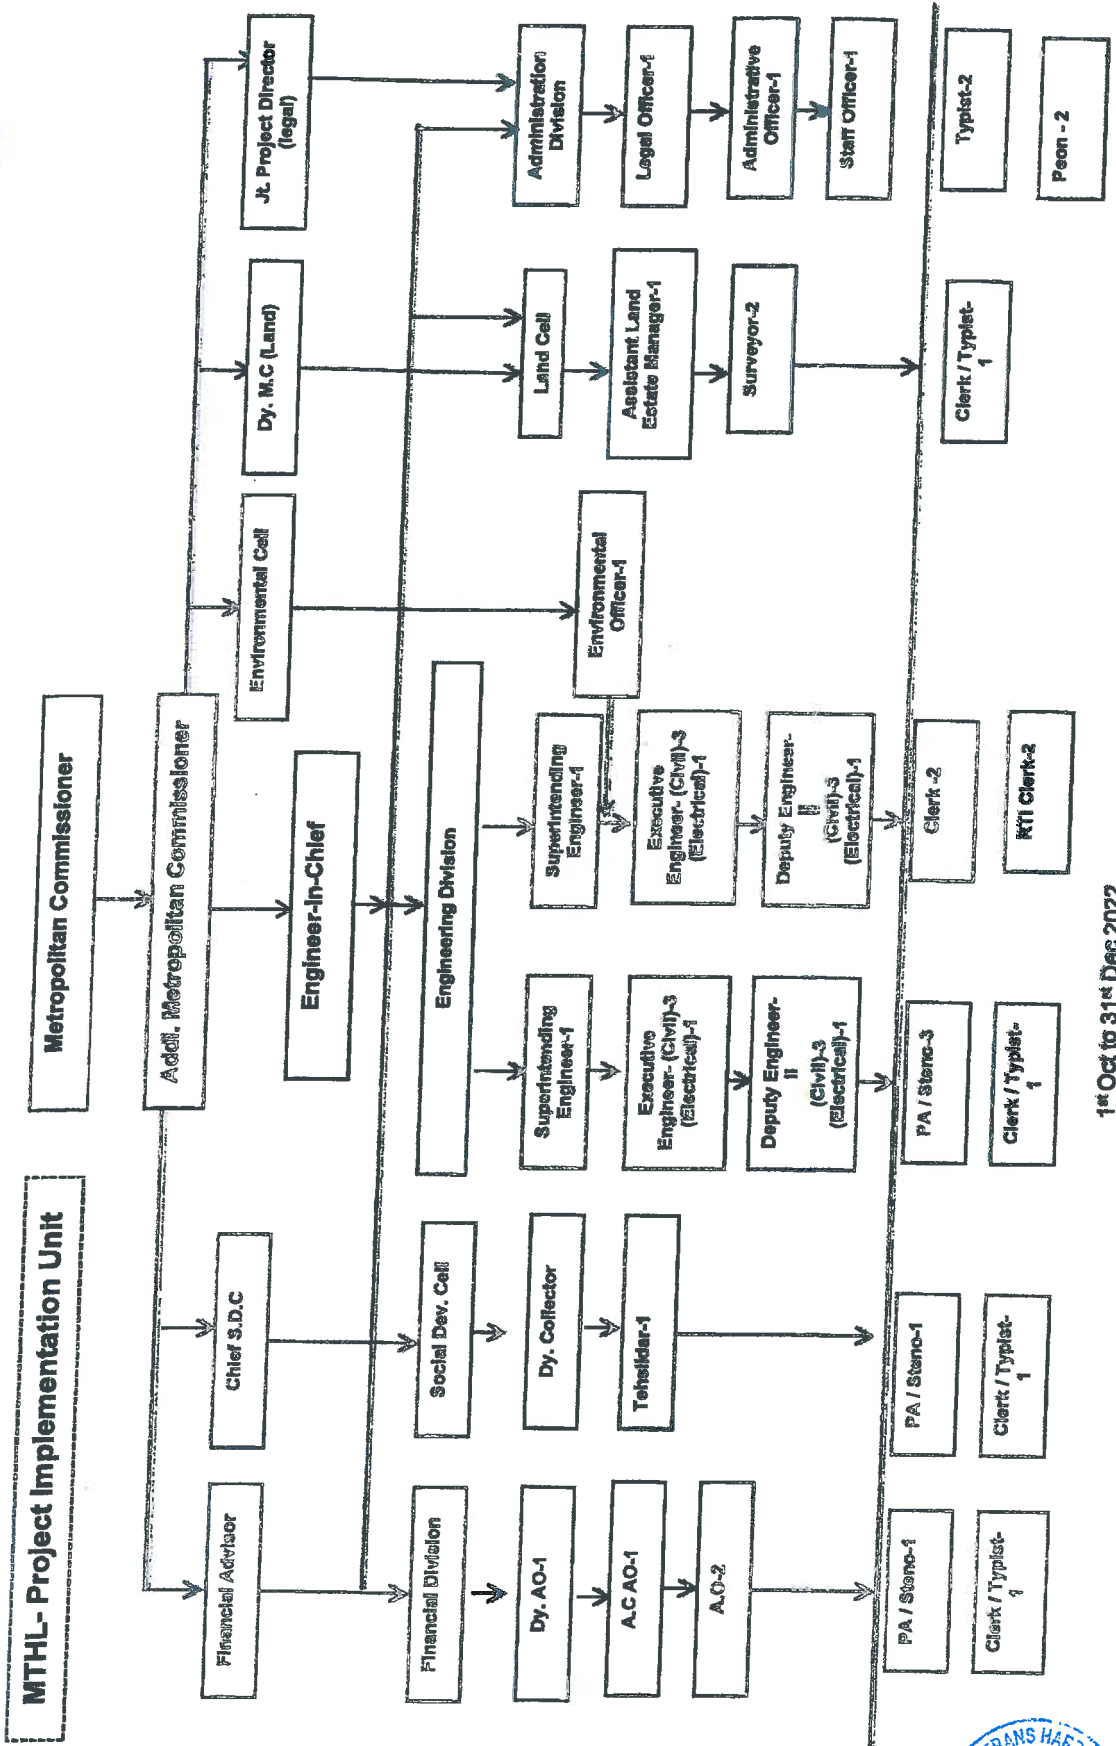 MTHL- Project Implementation Unit
Metropolitan Commissioner
Addl. Metropolitan Commissioner
Financial Advisor
Chief S.D.C
Engineer-in-Chief
Environmental Cell
Dy. M.C (Land)
Jt. Project Director
(legal)
Financial Division
Social Dev. Cell
Engineering Division
Land Cell
Administration
Division
Dy. AO-1
Dy. Collector
Superintending
Engineer-1
Superintending
Engineer-1
Environmental
Officer-1
Assistant Land
Estate Manager-1
Legal Officer-1
A.C AO-1
Tehsildar-1
Executive
Engineer- (Civil)-3
(Electrical)-1
Executive
Engineer- (Civil)-3
(Electrical)-1
Surveyor-2
Administrative
Officer-1
A.O-2
Deputy Engineer-
II
(Civil)-3
(Electrical)-1
Deputy Engineer-
II
(Civil)-3
(Electrical)-1
Staff Officer-1
PA / Steno-1
PA / Steno-1
PA / Steno-3
Clerk -2
Clerk / Typist-
1
Typist-2
Clerk / Typist-
1
Clerk / Typist-
1
Clerk / Typist-
1
RTI Clerk-2
Peon - 2
1st Oct to 31st Dec 2022